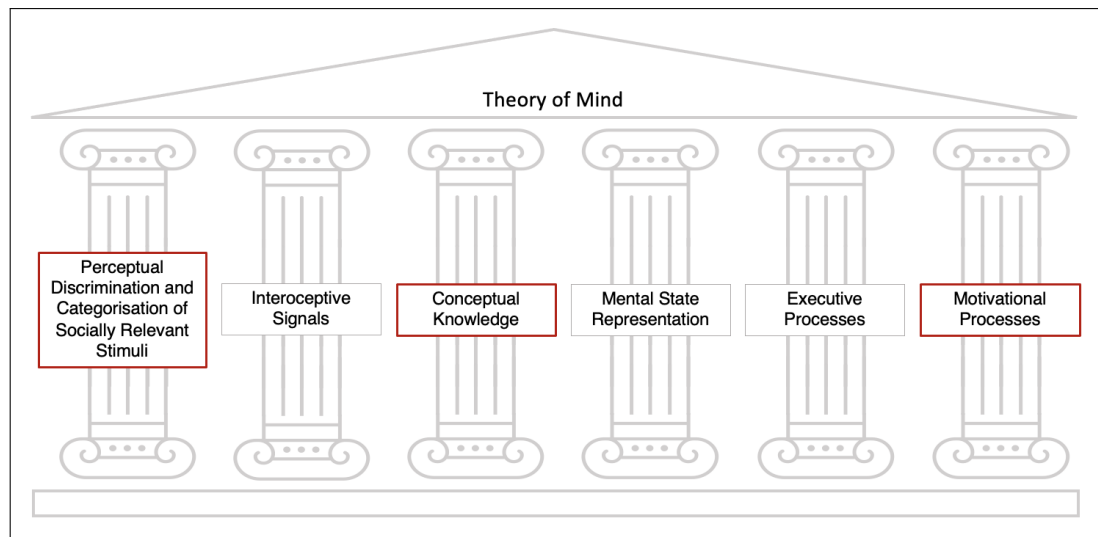 Theory of Mind
Perceptual
Discrimination and
Categorisation of
Socially Relevant
Stimuli
Interoceptive
Signals
Conceptual
Knowledge
Mental State
Representation
Executive
Processes
Motivational
Processes